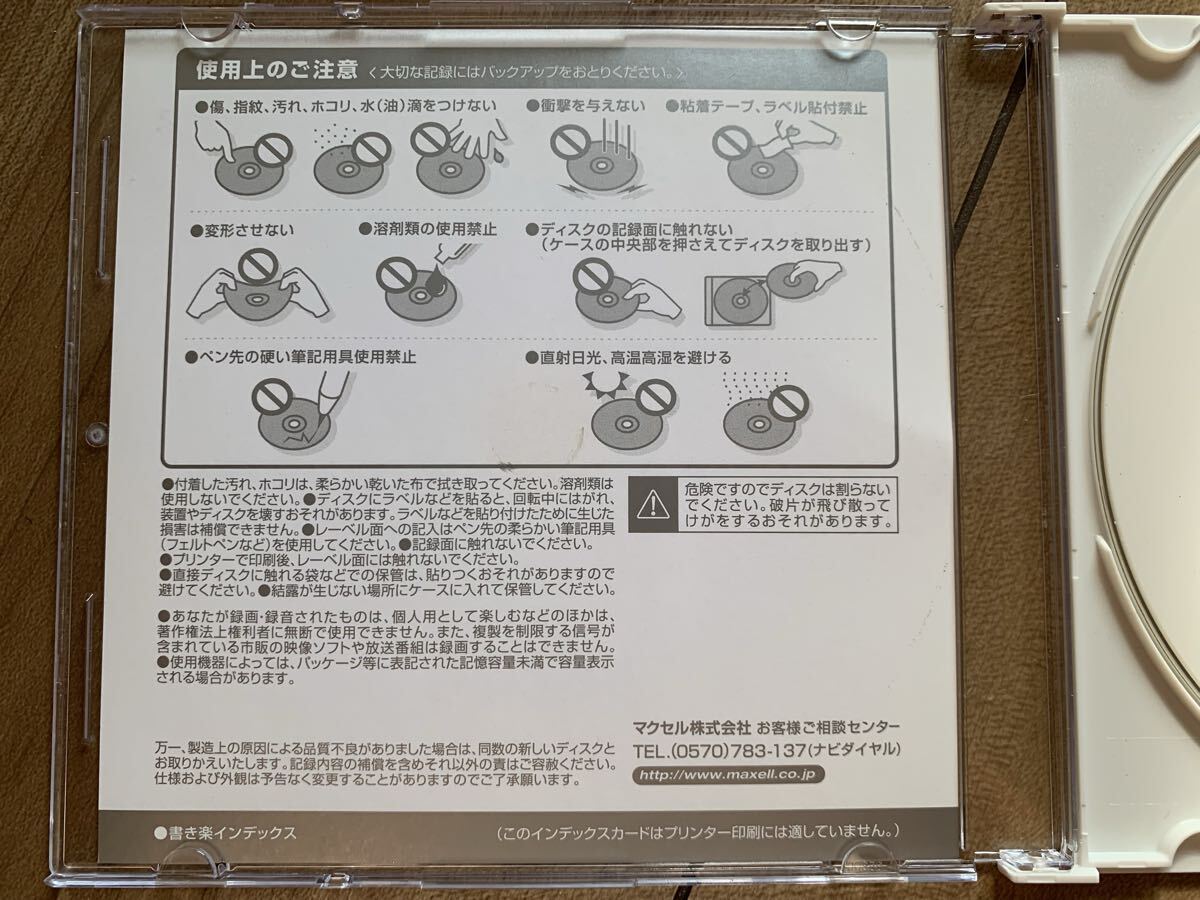 使用上のご注意 〈大切な記録にはバックアップをおとりください。〉
●傷、指紋、汚れ、ホコリ、水(油)滴をつけない ●衝撃を与えない ●粘着テープ、ラベル貼付禁止
●変形させない ●溶剤類の使用禁止 ●ディスクの記録面に触れない
(ケースの中央部を押さえてディスクを取り出す)
●ペン先の硬い筆記用具使用禁止 ●直射日光、高温高湿を避ける
●付着した汚れ、ホコリは、柔らかい乾いた布で拭き取ってください。溶剤類は
使用しないでください。●ディスクにラベルなどを貼ると、回転中にはがれ、
装置やディスクを壊すおそれがあります。ラベルなどを貼り付けたために生じた
損害は補償できません。●レーベル面への記入はペン先の柔らかい筆記用具
(フェルトペンなど)を使用してください。●記録面に触れないでください。
●プリンターで印刷後、レーベル面には触れないでください。
●直接ディスクに触れる袋などでの保管は、貼りつくおそれがありますので
避けてください。●結露が生じない場所にケースに入れて保管してください。
危険ですのでディスクは割らない
でください。破片が飛び散って
けがをするおそれがあります。
●あなたが録画・録音されたものは、個人用として楽しむなどのほかは、
著作権法上権利者に無断で使用できません。また、複製を制限する信号が
含まれている市販の映像ソフトや放送番組は録画することはできません。
●使用機器によっては、パッケージ等に表記された記憶容量未満で容量表示
される場合があります。
万一、製造上の原因による品質不良がありました場合は、同数の新しいディスクと
お取りかえいたします。記録内容の補償を含めそれ以外の責はご容赦ください。
仕様および外観は予告なく変更することがありますのでご了承願います。
マクセル株式会社 お客様ご相談センター
TEL.(0570)783-137(ナビダイヤル)
http://www.maxell.co.jp
●書き楽インデックス (このインデックスカードはプリンター印刷には適していません。)